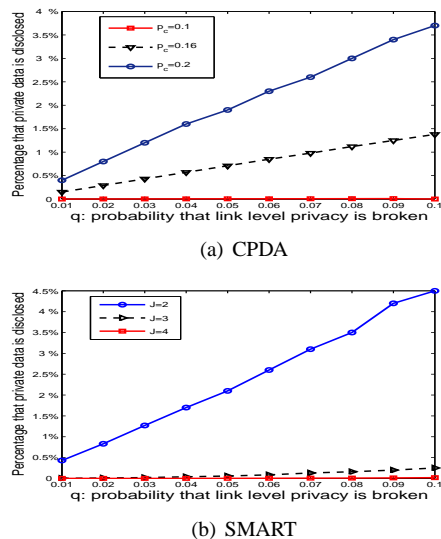 4 %
3.5%
3 %
2.5%
2 %
1.5%
1 %
0.5%
0
Percentage that private data is disclosed
p_c=0.1
p_c=0.16
p_c=0.2
0.01 0.02 0.03 0.04 0.05 0.06 0.07 0.08 0.09 0.1
q: probability that link level privacy is broken
(a) CPDA
4.5%
4 %
3.5%
3 %
2.5%
2 %
1.5%
1 %
0.5%
0
Percentage that private data is disclosed
J=2
J=3
J=4
0.01 0.02 0.03 0.04 0.05 0.06 0.07 0.08 0.09 0.1
q: probability that link level privacy is broken
(b) SMART